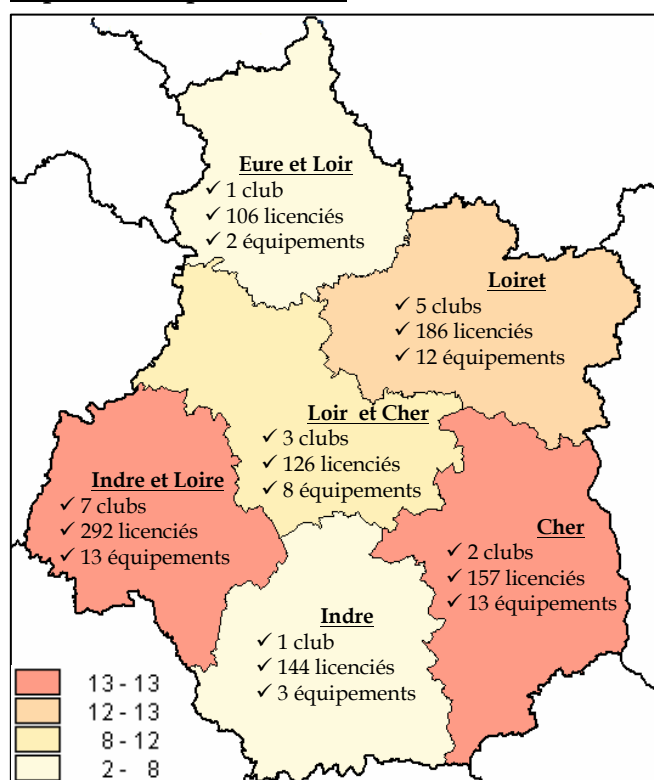 Eure et Loir
✓ 1 club
✓ 106 licenciés
✓ 2 équipements
Loiret
✓ 5 clubs
✓ 186 licenciés
✓ 12 équipements
Loir et Cher
✓ 3 clubs
✓ 126 licenciés
✓ 8 équipements
Indre et Loire
✓ 7 clubs
✓ 292 licenciés
✓ 13 équipements
Cher
✓ 2 clubs
✓ 157 licenciés
✓ 13 équipements
Indre
✓ 1 club
✓ 144 licenciés
✓ 3 équipements
13 - 13
12 - 13
8 - 12
2 - 8